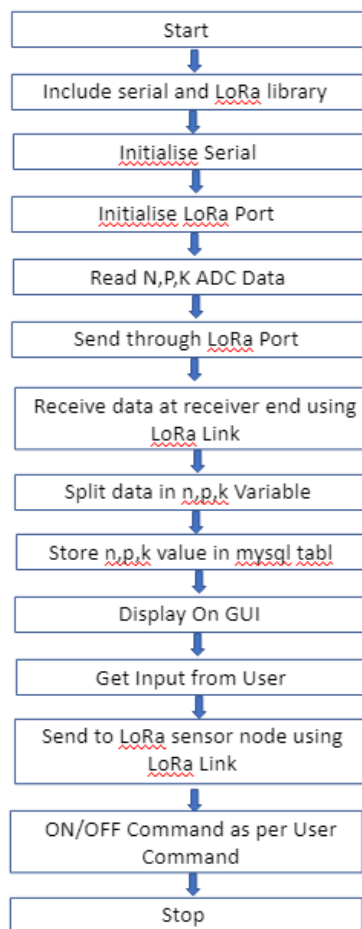 Start
Include serial and LoRa library
Initialise Serial
Initialise LoRa Port
Read N,P,K ADC Data
Send through LoRa Port
Receive data at receiver end using
LoRa Link
Split data in n,p,k Variable
Store n,p,k value in mysql tabl
Display On GUI
Get Input from User
Send to LoRa sensor node using
LoRa Link
ON/OFF Command as per User
Command
Stop